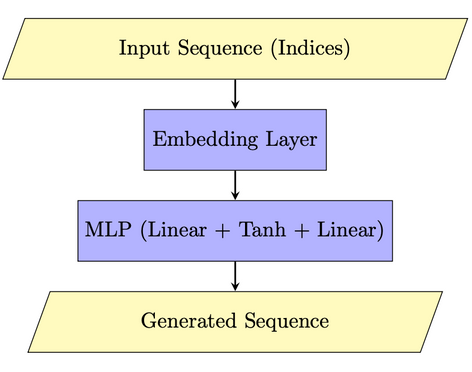 Input Sequence (Indices)
Embedding Layer
MLP (Linear + Tanh + Linear)
Generated Sequence